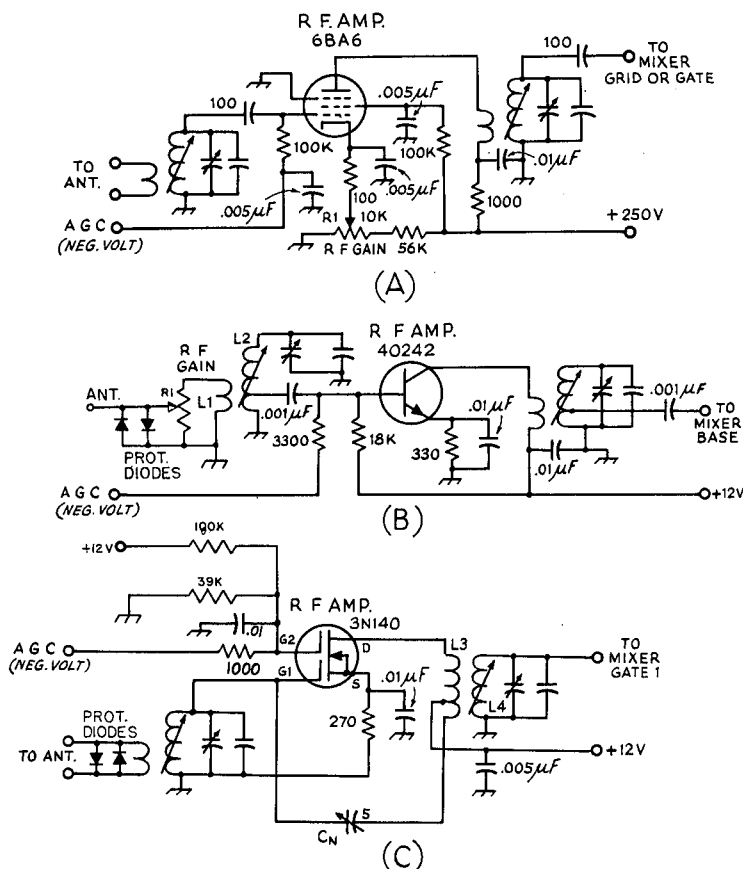 R F. AMP.
6BA6
100
TO
MIXER
GRID OR GATE
100
.005µF
100K
100K
.01µF
TO
ANT.
.005µF
.005µF
100
1000
AGC
(NEG. VOLT)
R1
10K
R F GAIN
56K
+250V
(A)
R F AMP.
40242
L2
R F
GAIN
ANT.
R1
L1
.001µF
.01µF
.001µF
TO
MIXER
BASE
PROT.
DIODES
3300
18K
330
.01µF
AGC
(NEG. VOLT)
+12V
(B)
+12V
100K
39K
R F AMP.
3N140
.01
G2
D
L3
TO
MIXER
GATE 1
AGC
(NEG. VOLT)
1000
G1
S
.01µF
L4
PROT.
DIODES
270
TO ANT.
+12V
.005µF
5
CN
(C)